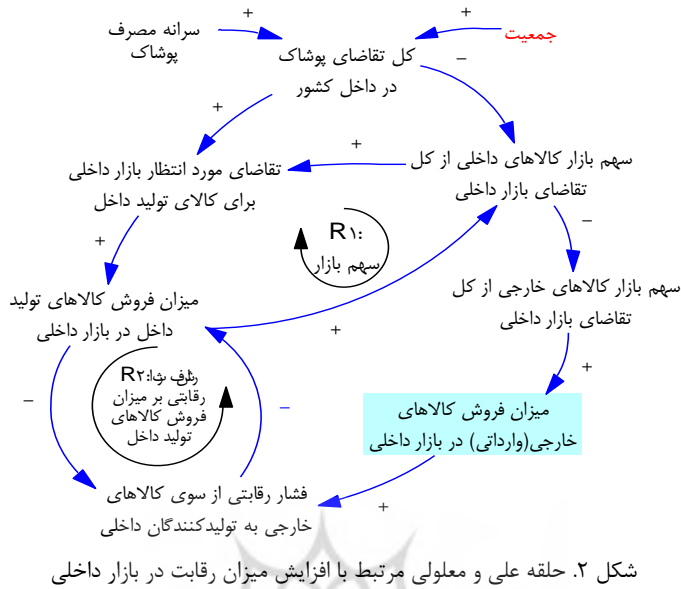 سرانه مصرف
پوشاک
+
+
جمعیت
کل تقاضای پوشاک
در داخل کشور
–
+
سهم بازار کالاهای داخلی از کل
تقاضای بازار داخلی
+
تقاضای مورد انتظار بازار داخلی
برای کالای تولید داخل
R۱:
سهم بازار
–
+
سهم بازار کالاهای خارجی از کل
تقاضای بازار داخلی
میزان فروش کالاهای تولید
داخل در بازار داخلی
+
+
R۲:
رقابتی بر میزان
فروش کالاهای
تولید داخل
–
–
میزان فروش کالاهای
خارجی(وارداتی) در بازار داخلی
+
فشار رقابتی از سوی کالاهای
خارجی به تولیدکنندگان داخلی
شکل ۲. حلقه علی و معلولی مرتبط با افزایش میزان رقابت در بازار داخلی